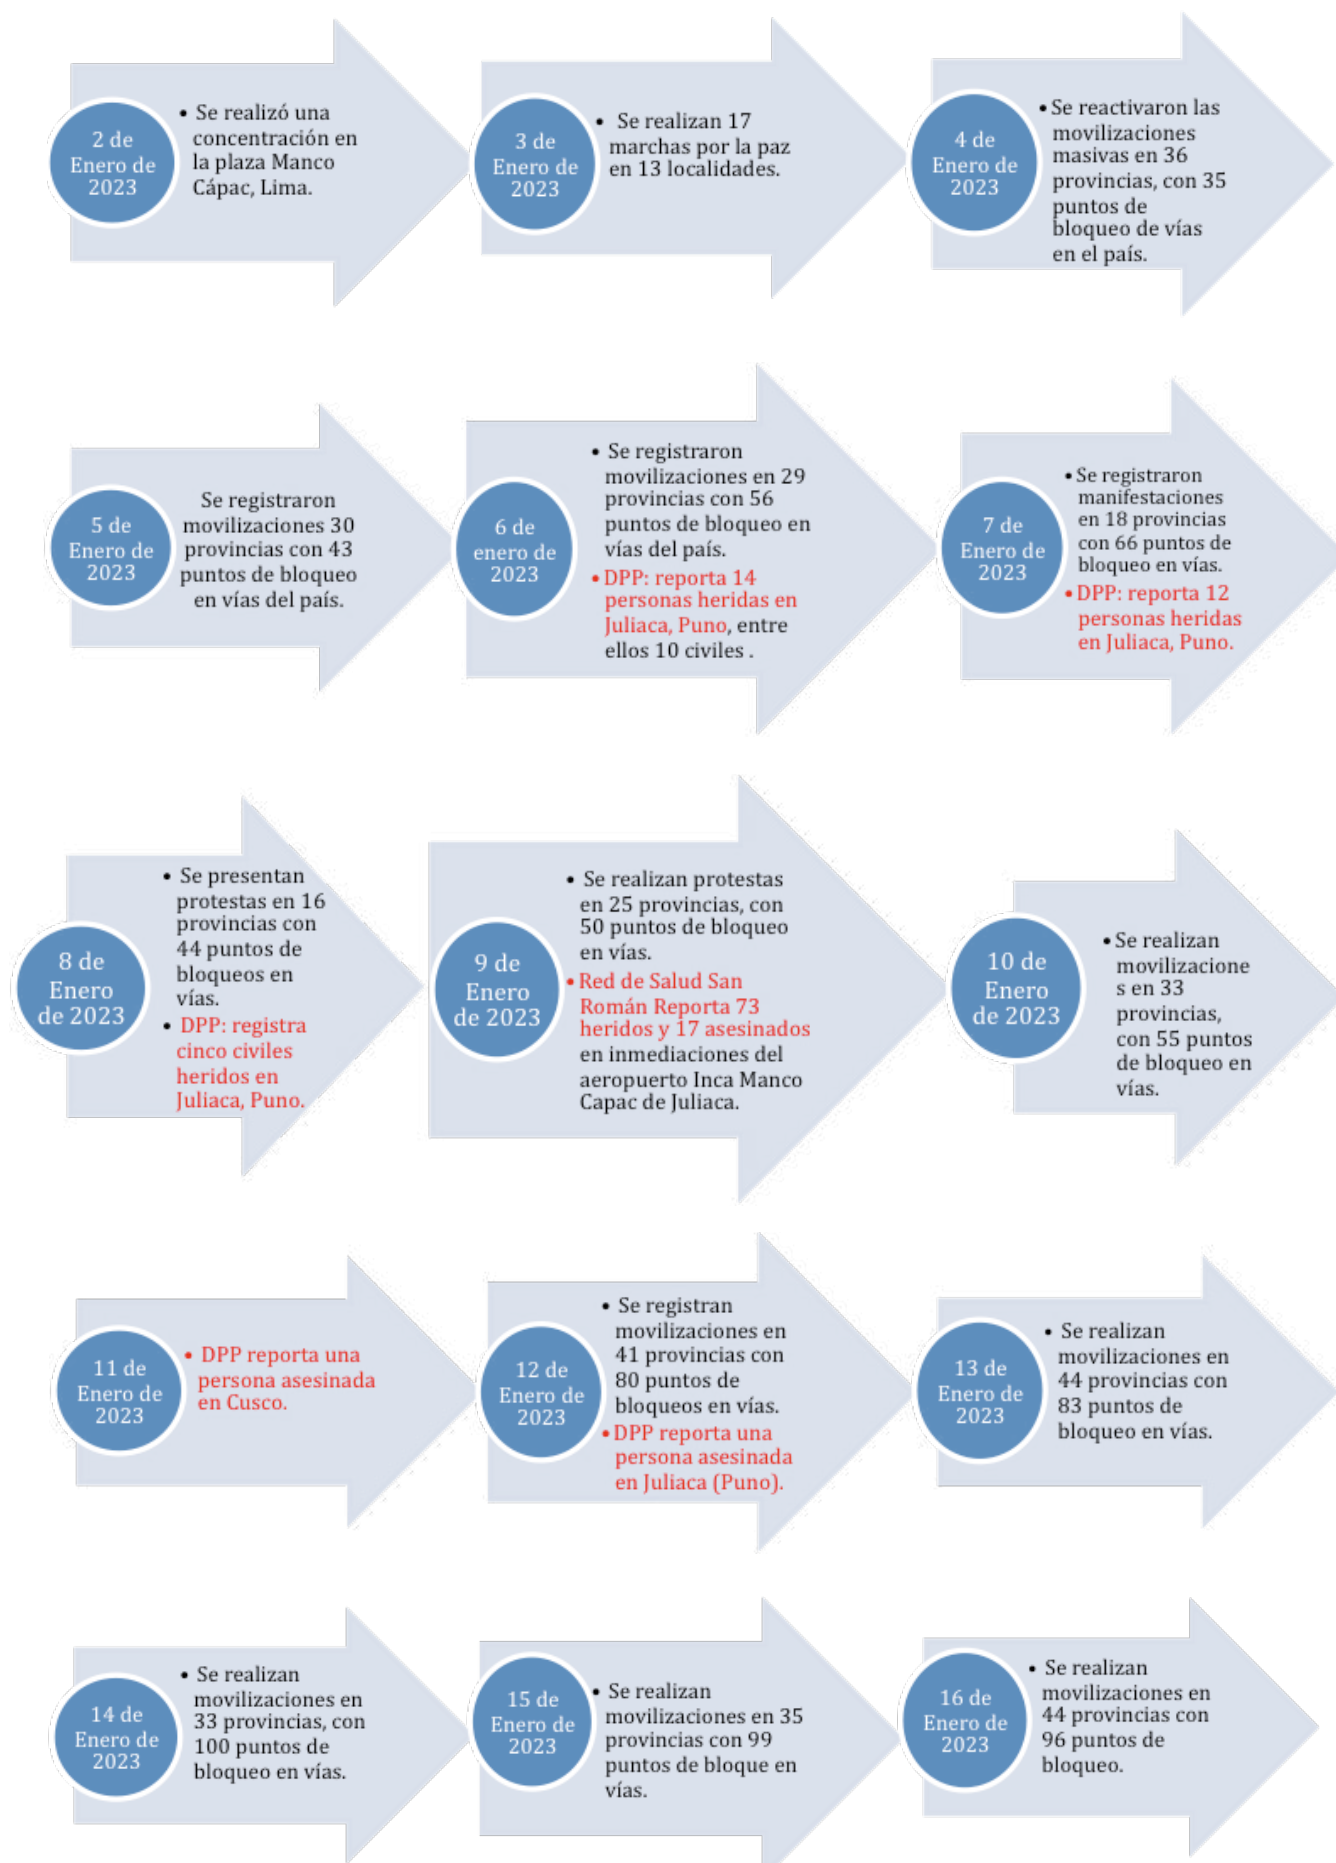 2 de
Enero de
2023
• Se realizó una
concentración en
la plaza Manco
Cápac, Lima.
3 de
Enero de
2023
• Se realizan 17
marchas por la paz
en 13 localidades.
4 de
Enero de
2023
• Se reactivaron las
movilizaciones
masivas en 36
provincias, con 35
puntos de
bloqueo de vías
en el país.
5 de
Enero de
2023
Se registraron
movilizaciones 30
provincias con 43
puntos de bloqueo
en vías del país.
6 de
enero de
2023
• Se registraron
movilizaciones en 29
provincias con 56
puntos de bloqueo en
vías del país.
• DPP: reporta 14
personas heridas en
Juliaca, Puno, entre
ellos 10 civiles .
7 de
Enero de
2023
• Se registraron
manifestaciones
en 18 provincias
con 66 puntos de
bloqueo en vías.
• DPP: reporta 12
personas heridas
en Juliaca, Puno.
8 de
Enero
de 2023
• Se presentan
protestas en 16
provincias con
44 puntos de
bloqueos en
vías.
• DPP: registra
cinco civiles
heridos en
Juliaca, Puno.
9 de
Enero
de 2023
• Se realizan protestas
en 25 provincias, con
50 puntos de bloqueo
en vías.
• Red de Salud San
Román Reporta 73
heridos y 17 asesinados
en inmediaciones del
aeropuerto Inca Manco
Capac de Juliaca.
10 de
Enero
de 2023
• Se realizan
movilizacione
s en 33
provincias,
con 55 puntos
de bloqueo en
vías.
11 de
Enero de
2023
• DPP reporta una
persona asesinada
en Cusco.
12 de
Enero de
2023
• Se registran
movilizaciones en
41 provincias con
80 puntos de
bloqueos en vías.
• DPP reporta una
persona asesinada
en Juliaca (Puno).
13 de
Enero de
2023
• Se realizan
movilizaciones en
44 provincias con
83 puntos de
bloqueo en vías.
14 de
Enero de
2023
• Se realizan
movilizaciones en
33 provincias, con
100 puntos de
bloqueo en vías.
15 de
Enero de
2023
• Se realizan
movilizaciones en 35
provincias con 99
puntos de bloque en
vías.
16 de
Enero de
2023
• Se realizan
movilizaciones en
44 provincias con
96 puntos de
bloqueo.